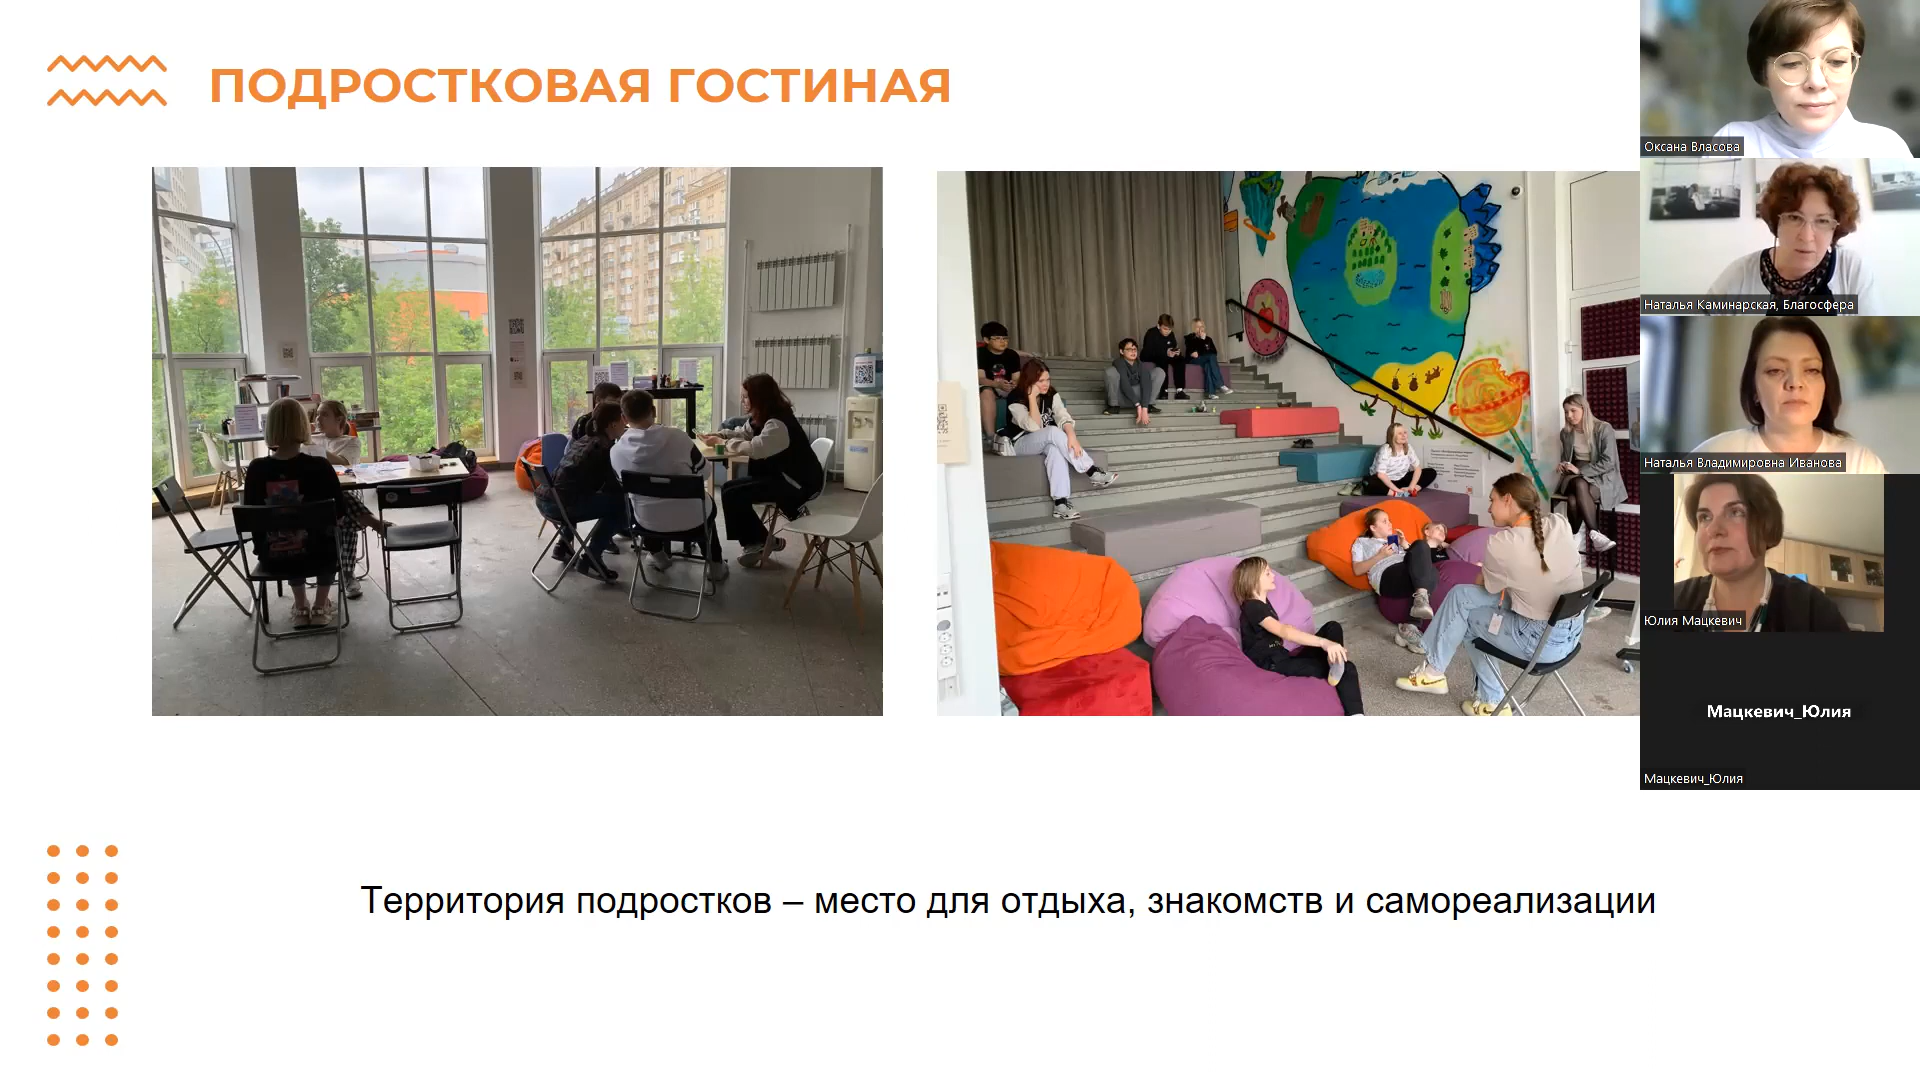 ПОДРОСТКОВАЯ ГОСТИНАЯ
Оксана Власова
Наталья Каминарская, Благосфера
Наталья Владимировна Иванова
Юлия Мацкевич
Мацкевич_Юлия
Мацкевич_Юлия
Территория подростков – место для отдыха, знакомств и самореализации